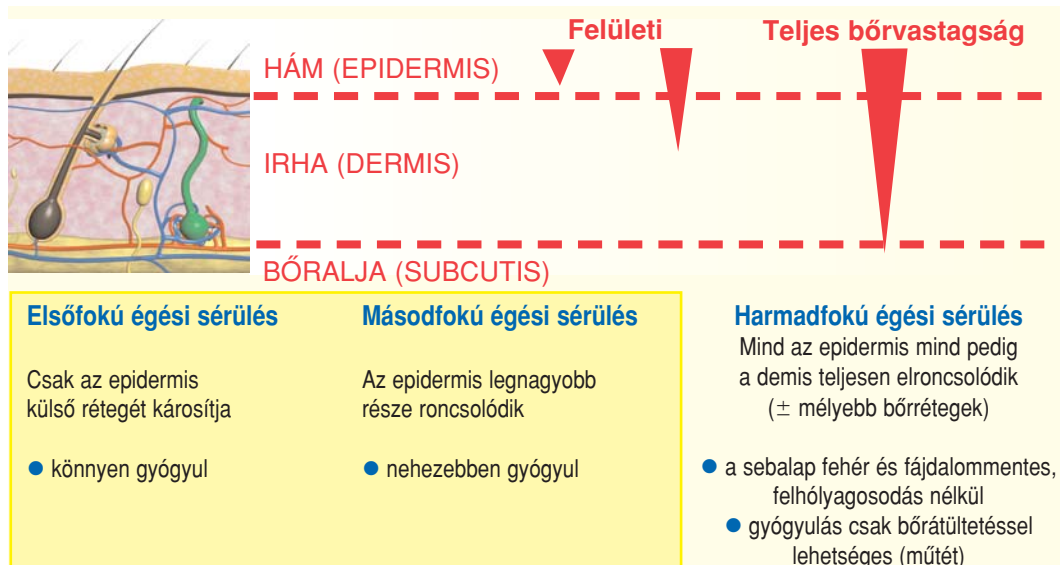 Felületi
Teljes bőrvastagság
HÁM (EPIDERMIS)
IRHA (DERMIS)
BŐRALJA (SUBCUTIS)
Elsőfokú égési sérülés
Csak az epidermis
külső rétegét károsítja
● könnyen gyógyul
Másodfokú égési sérülés
Az epidermis legnagyobb
része roncsolódik
● nehezebben gyógyul
Harmadfokú égési sérülés
Mind az epidermis mind pedig
a demis teljesen elroncsolódik
(± mélyebb bőrrétegek)
● a sebalap fehér és fájdalommentes,
felhólyagosodás nélkül
● gyógyulás csak bőrátültetéssel
lehetséges (műtét)